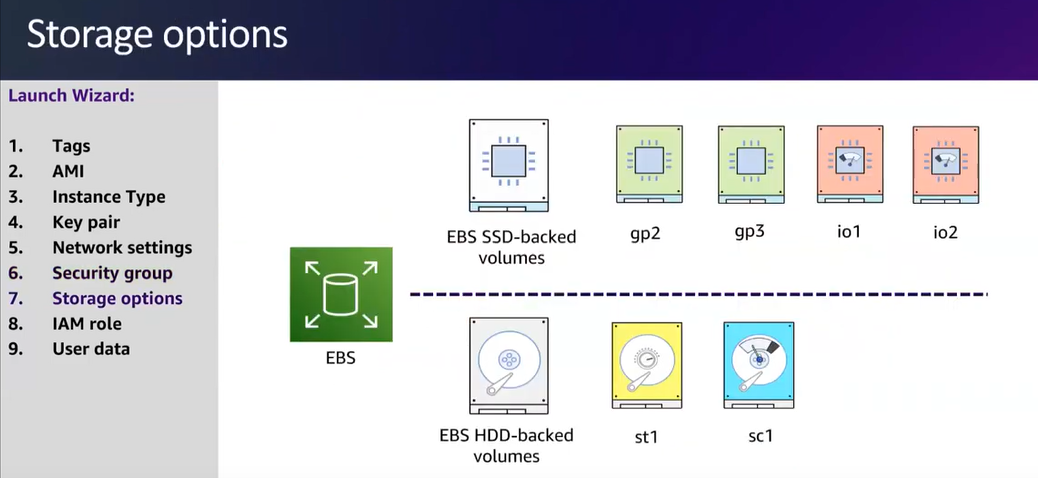 Storage options
Launch Wizard:
1. Tags
2. AMI
3. Instance Type
4. Key pair
5. Network settings
6. Security group
7. Storage options
8. IAM role
9. User data
EBS
EBS SSD-backed
volumes
gp2
gp3
io1
io2
EBS HDD-backed
volumes
st1
sc1